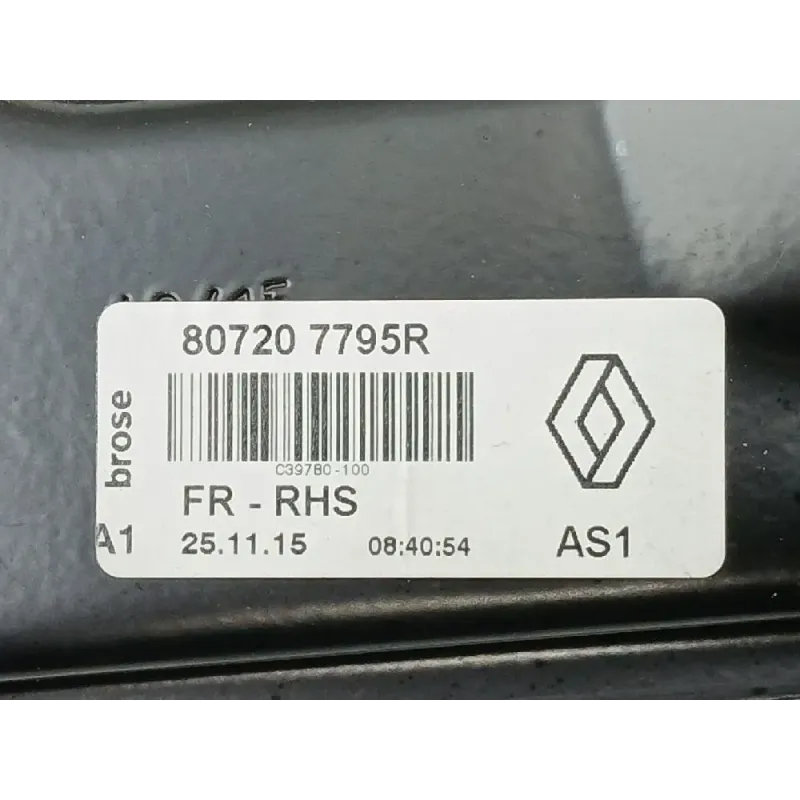 80720 7795R
brose
C39780-100
FR - RHS
A1
25.11.15 08:40:54
AS1